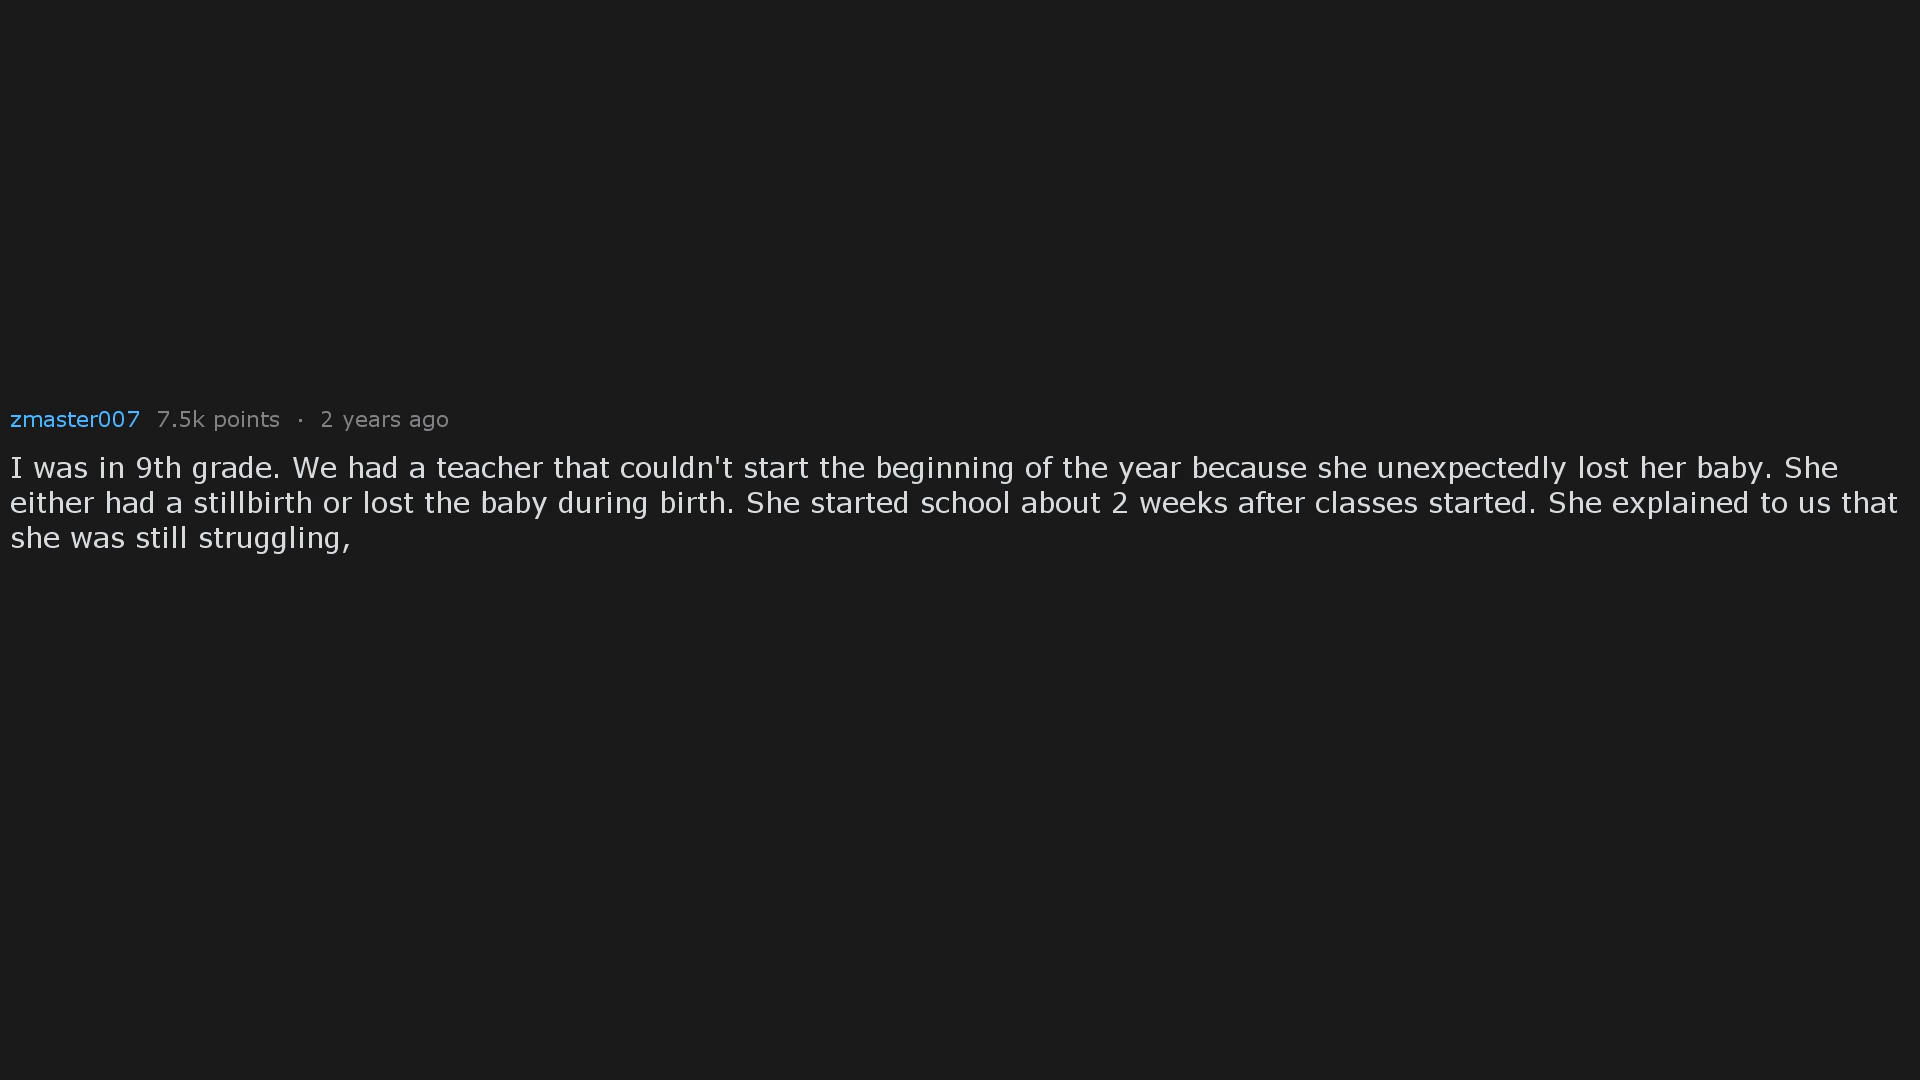 zmaster007 7.5k points · 2 years ago
I was in 9th grade. We had a teacher that couldn't start the beginning of the year because she unexpectedly lost her baby. She
either had a stillbirth or lost the baby during birth. She started school about 2 weeks after classes started. She explained to us that
she was still struggling,